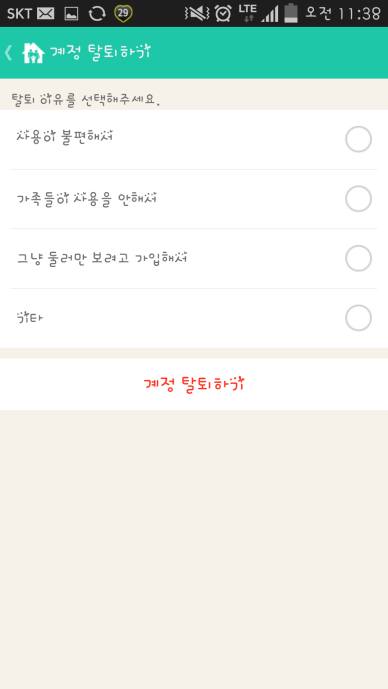 SKT 29 LTE 오전 11:38
계정 탈퇴하기
탈퇴 이유를 선택해주세요.
사용이 불편해서
가족들이 사용을 안해서
그냥 둘러만 보려고 가입해서
기타
계정 탈퇴하기